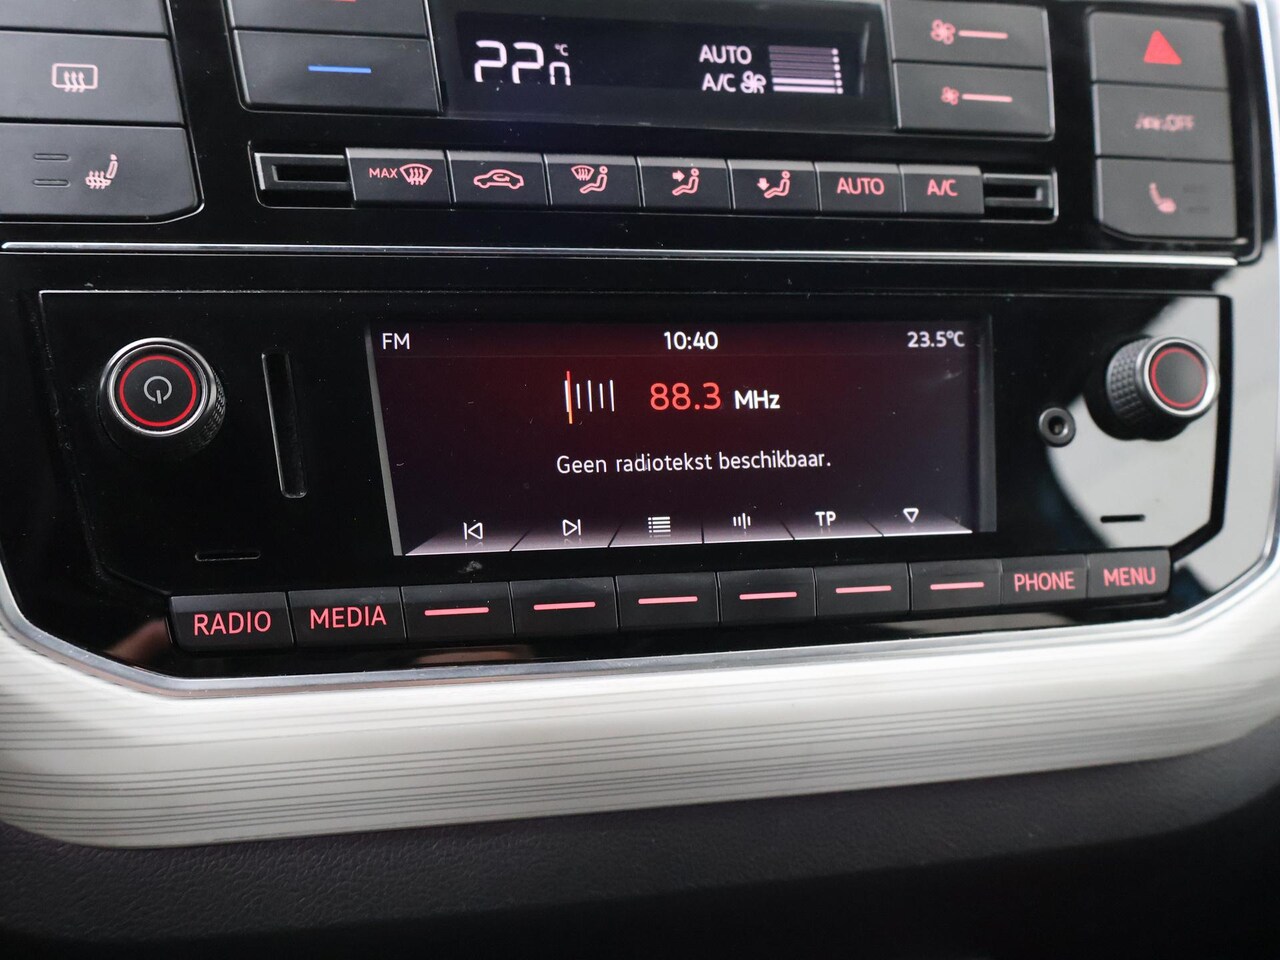 22.0 °C AUTO
A/C
MAX AUTO A/C
FM 10:40 23.5°C
88.3 MHz
Geen radiotekst beschikbaar.
TP
RADIO MEDIA PHONE MENU